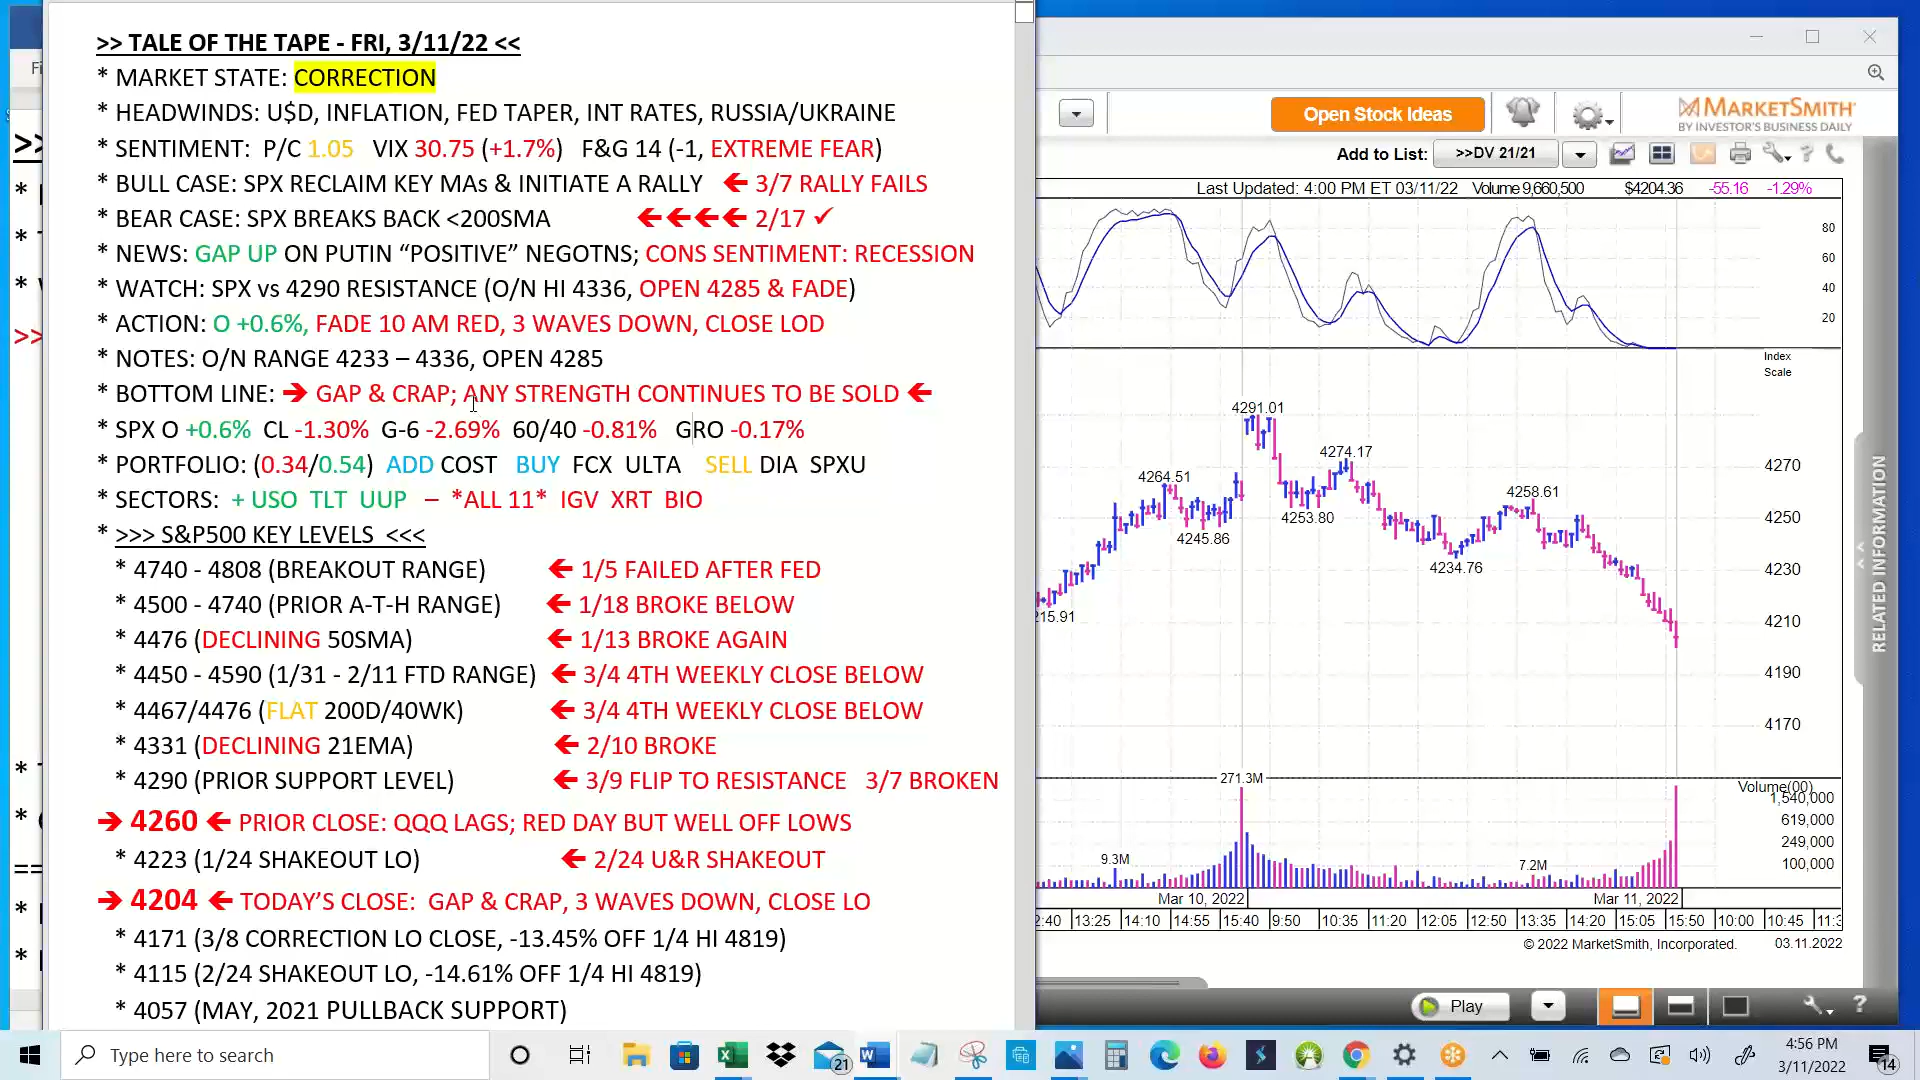 >> TALE OF THE TAPE - FRI, 3/11/22 <<
* MARKET STATE: CORRECTION
* HEADWINDS: U$D, INFLATION, FED TAPER, INT RATES, RUSSIA/UKRAINE
* SENTIMENT: P/C 1.05 VIX 30.75 (+1.7%) F&G 14 (-1, EXTREME FEAR)
* BULL CASE: SPX RECLAIM KEY MAs & INITIATE A RALLY 🡸 3/7 RALLY FAILS
* BEAR CASE: SPX BREAKS BACK <200SMA 🡸🡸🡸🡸 2/17 ✓
* NEWS: GAP UP ON PUTIN “POSITIVE” NEGOTNS; CONS SENTIMENT: RECESSION
* WATCH: SPX vs 4290 RESISTANCE (O/N HI 4336, OPEN 4285 & FADE)
* ACTION: O +0.6%, FADE 10 AM RED, 3 WAVES DOWN, CLOSE LOD
* NOTES: O/N RANGE 4233 – 4336, OPEN 4285
* BOTTOM LINE: 🡺 GAP & CRAP; ANY STRENGTH CONTINUES TO BE SOLD 🡸
* SPX O +0.6% CL -1.30% G-6 -2.69% 60/40 -0.81% GRO -0.17%
* PORTFOLIO: (0.34/0.54) ADD COST BUY FCX ULTA SELL DIA SPXU
* SECTORS: + USO TLT UUP – *ALL 11* IGV XRT BIO
* >>> S&P500 KEY LEVELS <<<
* 4740 - 4808 (BREAKOUT RANGE) 🡸 1/5 FAILED AFTER FED
* 4500 - 4740 (PRIOR A-T-H RANGE) 🡸 1/18 BROKE BELOW
* 4476 (DECLINING 50SMA) 🡸 1/13 BROKE AGAIN
* 4450 - 4590 (1/31 - 2/11 FTD RANGE) 🡸 3/4 4TH WEEKLY CLOSE BELOW
* 4467/4476 (FLAT 200D/40WK) 🡸 3/4 4TH WEEKLY CLOSE BELOW
* 4331 (DECLINING 21EMA) 🡸 2/10 BROKE
* 4290 (PRIOR SUPPORT LEVEL) 🡸 3/9 FLIP TO RESISTANCE 3/7 BROKEN
🡺 4260 🡸 PRIOR CLOSE: QQQ LAGS; RED DAY BUT WELL OFF LOWS
* 4223 (1/24 SHAKEOUT LO) 🡸 2/24 U&R SHAKEOUT
🡺 4204 🡸 TODAY’S CLOSE: GAP & CRAP, 3 WAVES DOWN, CLOSE LO
* 4171 (3/8 CORRECTION LO CLOSE, -13.45% OFF 1/4 HI 4819)
* 4115 (2/24 SHAKEOUT LO, -14.61% OFF 1/4 HI 4819)
* 4057 (MAY, 2021 PULLBACK SUPPORT)
Open Stock Ideas
MARKETSMITH
BY INVESTOR'S BUSINESS DAILY
Add to List: >>DV 21/21
Last Updated: 4:00 PM ET 03/11/22 Volume 9,660,500 $4204.36 -55.16 -1.29%
80
60
40
20
Index
Scale
4291.01
4274.17
4264.51
4258.61
4253.80
4245.86
4234.76
215.91
4270
4250
4230
4210
4190
4170
271.3M
Volume(00)
1,540,000
619,000
249,000
100,000
9.3M
7.2M
Mar 10, 2022
Mar 11, 2022
2:40 13:25 14:10 14:55 15:40 9:50 10:35 11:20 12:05 12:50 13:35 14:20 15:05 15:50 10:00 10:45 11:3
© 2022 MarketSmith, Incorporated. 03.11.2022
RELATED INFORMATION
Play
Type here to search
21
4:56 PM
3/11/2022
14